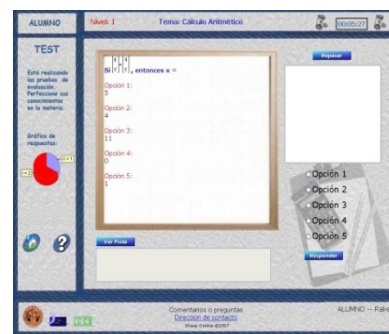 ALUMNO
Nivel: 1
Tema: Cálculo Aritmético
00:05:27
TEST
Está realizando
las pruebas de
evaluación.
Perfeccione sus
conocimientos
en la materia.
Gráfico de
respuestas:
Si , entonces x =
Opción 1:
5
Opción 2:
4
Opción 3:
11
Opción 4:
0
Opción 5:
1
Repasar
Opción 1
Opción 2
Opción 3
Opción 4
Opción 5
Responder
Ver Pista
Comentarios o preguntas
Dirección de contacto
ALUMNO -- Rake